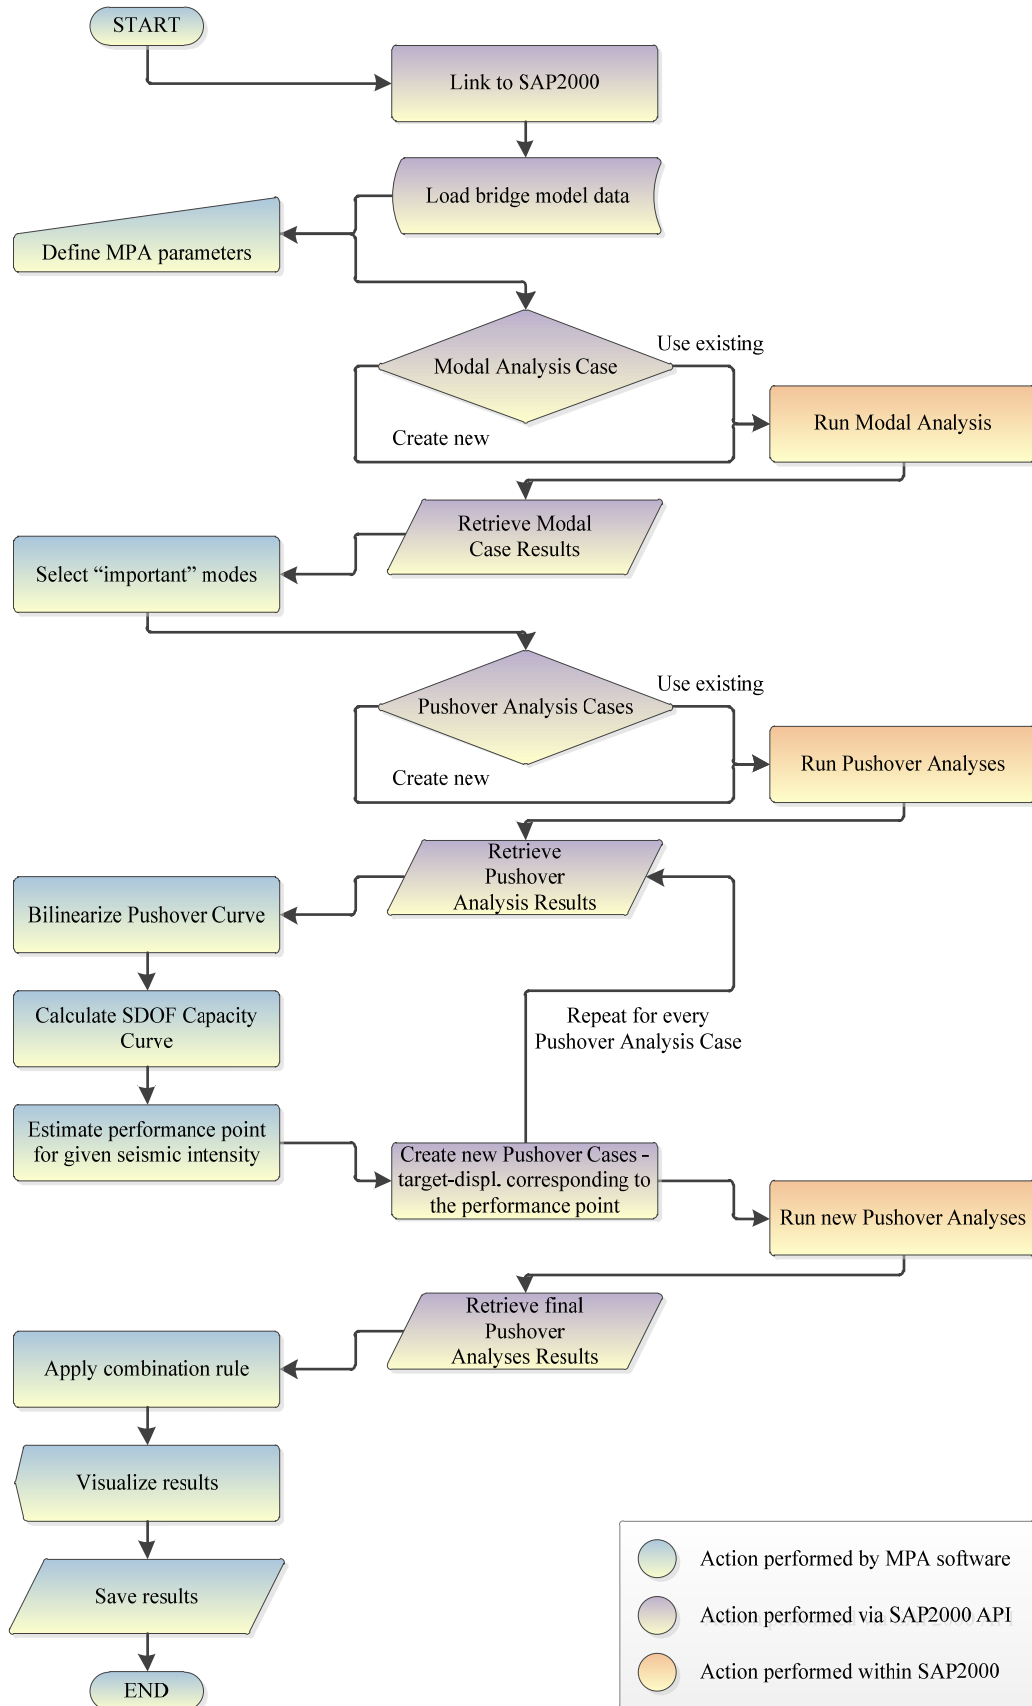 START
Link to SAP2000
Load bridge model data
Define MPA parameters
Use existing
Modal Analysis Case
Create new
Run Modal Analysis
Retrieve Modal
Case Results
Select “important” modes
Use existing
Pushover Analysis Cases
Create new
Run Pushover Analyses
Retrieve
Pushover
Analysis Results
Bilinearize Pushover Curve
Calculate SDOF Capacity
Curve
Repeat for every
Pushover Analysis Case
Estimate performance point
for given seismic intensity
Create new Pushover Cases -
target-displ. corresponding to
the performance point
Run new Pushover Analyses
Retrieve final
Pushover
Analyses Results
Apply combination rule
Visualize results
Save results
END
Action performed by MPA software
Action performed via SAP2000 API
Action performed within SAP2000